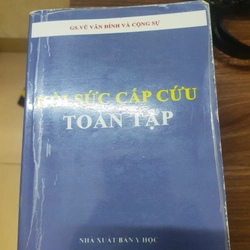 GS.VŨ VĂN ĐÍNH VÀ CỘNG SỰ
HỒI SỨC CẤP CỨU
TOÀN TẬP
NHÀ XUẤT BẢN Y HỌC